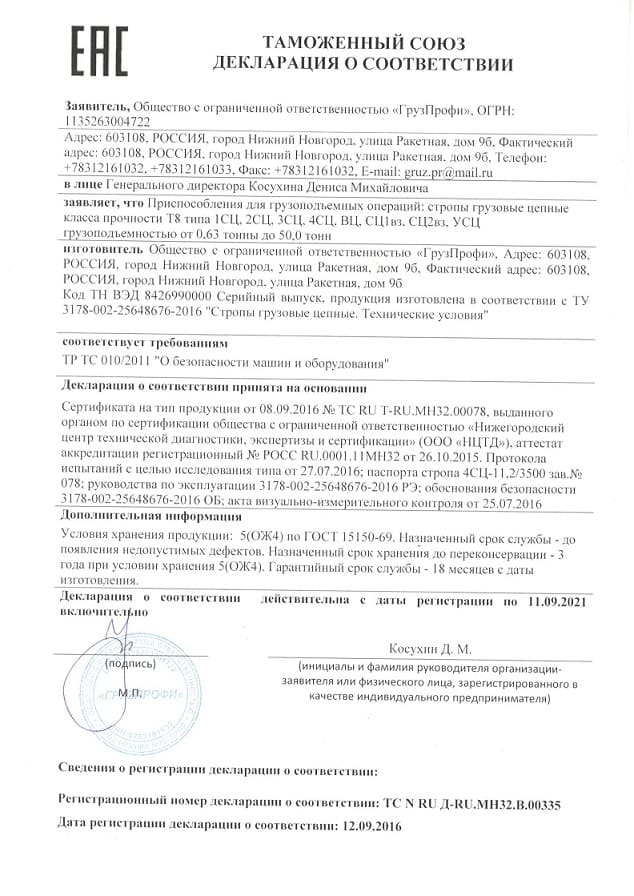 ЕАС
ТАМОЖЕННЫЙ СОЮЗ
ДЕКЛАРАЦИЯ О СООТВЕТСТВИИ
Заявитель, Общество с ограниченной ответственностью «ГрузПрофи», ОГРН:
1135263004722
Адрес: 603108, РОССИЯ, город Нижний Новгород, улица Ракетная, дом 9б, Фактический
адрес: 603108, РОССИЯ, город Нижний Новгород, улица Ракетная, дом 9б, Телефон:
+78312161032, +78312161033, Факс: +78312161032, E-mail: gruz.pr@mail.ru
в лице Генерального директора Косухина Дениса Михайловича
заявляет, что Приспособления для грузоподъемных операций: стропы грузовые цепные
класса прочности Т8 типа 1СЦ, 2СЦ, 3СЦ, 4СЦ, ВЦ, СЦ1вз, СЦ2вз, УСЦ
грузоподъемностью от 0,63 тонны до 50,0 тонн
изготовитель Общество с ограниченной ответственностью «ГрузПрофи», Адрес: 603108,
РОССИЯ, город Нижний Новгород, улица Ракетная, дом 9б, Фактический адрес: 603108,
РОССИЯ, город Нижний Новгород, улица Ракетная, дом 9б
Код ТН ВЭД 8426990000 Серийный выпуск, продукция изготовлена в соответствии с ТУ
3178-002-25648676-2016 "Стропы грузовые цепные. Технические условия"
соответствует требованиям
ТР ТС 010/2011 "О безопасности машин и оборудования"
Декларация о соответствии принята на основании
Сертификата на тип продукции от 08.09.2016 № ТС RU Т-RU.МН32.00078, выданного
органом по сертификации общества с ограниченной ответственностью «Нижегородский
центр технической диагностики, экспертизы и сертификации» (ООО «НЦТД»), аттестат
аккредитации регистрационный № РОСС RU.0001.11МН32 от 26.10.2015. Протокола
испытаний с целью исследования типа от 27.07.2016; паспорта стропа 4СЦ-11,2/3500 зав.№
078; руководства по эксплуатации 3178-002-25648676-2016 РЭ; обоснования безопасности
3178-002-25648676-2016 ОБ; акта визуально-измерительного контроля от 25.07.2016
Дополнительная информация
Условия хранения продукции: 5(ОЖ4) по ГОСТ 15150-69. Назначенный срок службы - до
появления недопустимых дефектов. Назначенный срок хранения до переконсервации - 3
года при условии хранения 5(ОЖ4). Гарантийный срок службы - 18 месяцев с даты
изготовления.
Декларация о соответствии действительна с даты регистрации по 11.09.2021
включительно
Косухин Д. М.
(подпись)
(инициалы и фамилия руководителя организации-
заявителя или физического лица, зарегистрированного в
качестве индивидуального предпринимателя)
М.П.
«ГРУЗПРОФИ»
Сведения о регистрации декларации о соответствии:
Регистрационный номер декларации о соответствии: ТС N RU Д-RU.МН32.В.00335
Дата регистрации декларации о соответствии: 12.09.2016